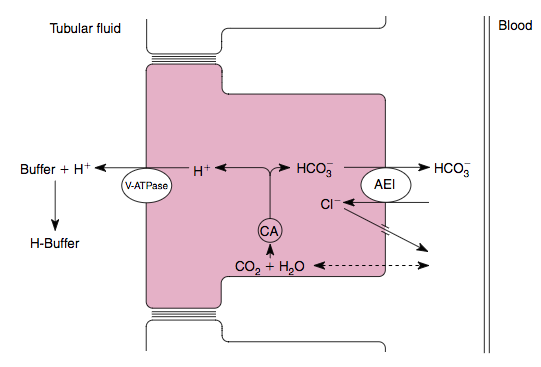 Tubular fluid
Blood
Buffer + H⁺
H⁺
HCO₃⁻
HCO₃⁻
V-ATPase
AEI
Cl⁻
CA
H-Buffer
CO₂ + H₂O